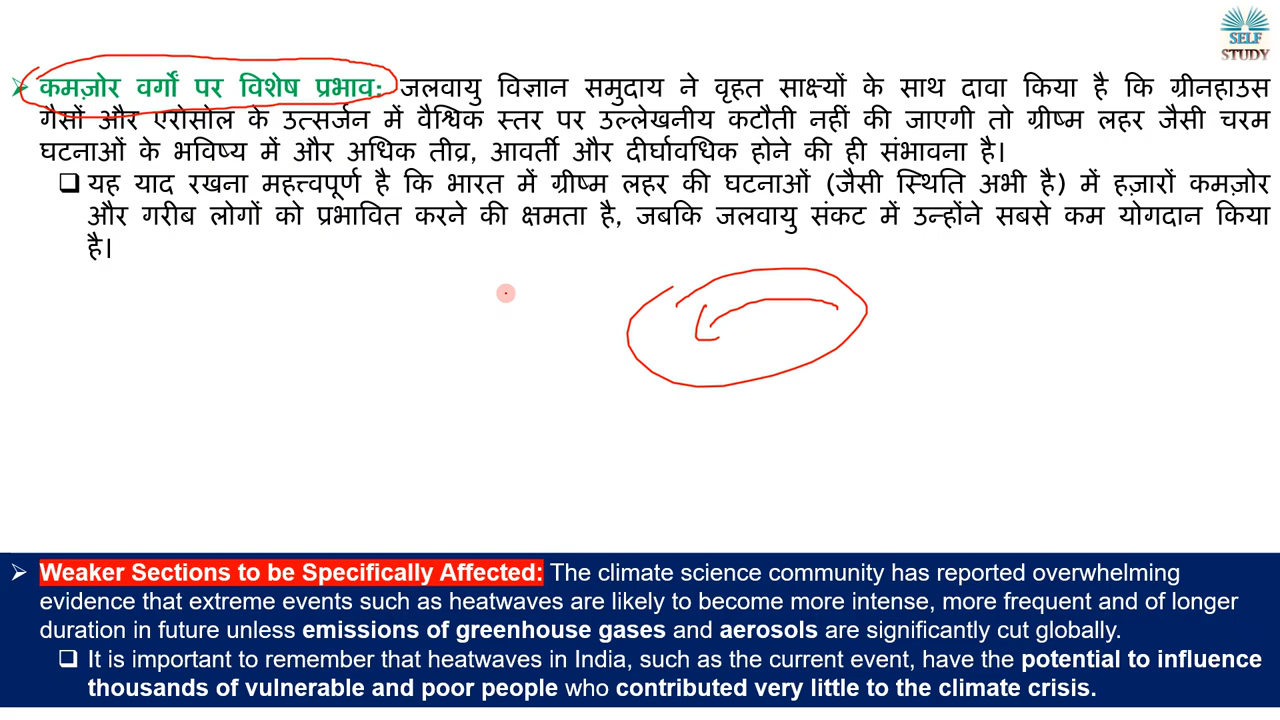 SELF
STUDY
➤ कमज़ोर वर्गों पर विशेष प्रभाव: जलवायु विज्ञान समुदाय ने वृहत साक्ष्यों के साथ दावा किया है कि ग्रीनहाउस
गैसों और एरोसोल के उत्सर्जन में वैश्विक स्तर पर उल्लेखनीय कटौती नहीं की जाएगी तो ग्रीष्म लहर जैसी चरम
घटनाओं के भविष्य में और अधिक तीव्र, आवर्ती और दीर्घावधिक होने की ही संभावना है।
❑ यह याद रखना महत्त्वपूर्ण है कि भारत में ग्रीष्म लहर की घटनाओं (जैसी स्थिति अभी है) में हज़ारों कमज़ोर
और गरीब लोगों को प्रभावित करने की क्षमता है, जबकि जलवायु संकट में उन्होंने सबसे कम योगदान किया
है।
➤ Weaker Sections to be Specifically Affected: The climate science community has reported overwhelming
evidence that extreme events such as heatwaves are likely to become more intense, more frequent and of longer
duration in future unless emissions of greenhouse gases and aerosols are significantly cut globally.
❑ It is important to remember that heatwaves in India, such as the current event, have the potential to influence
thousands of vulnerable and poor people who contributed very little to the climate crisis.